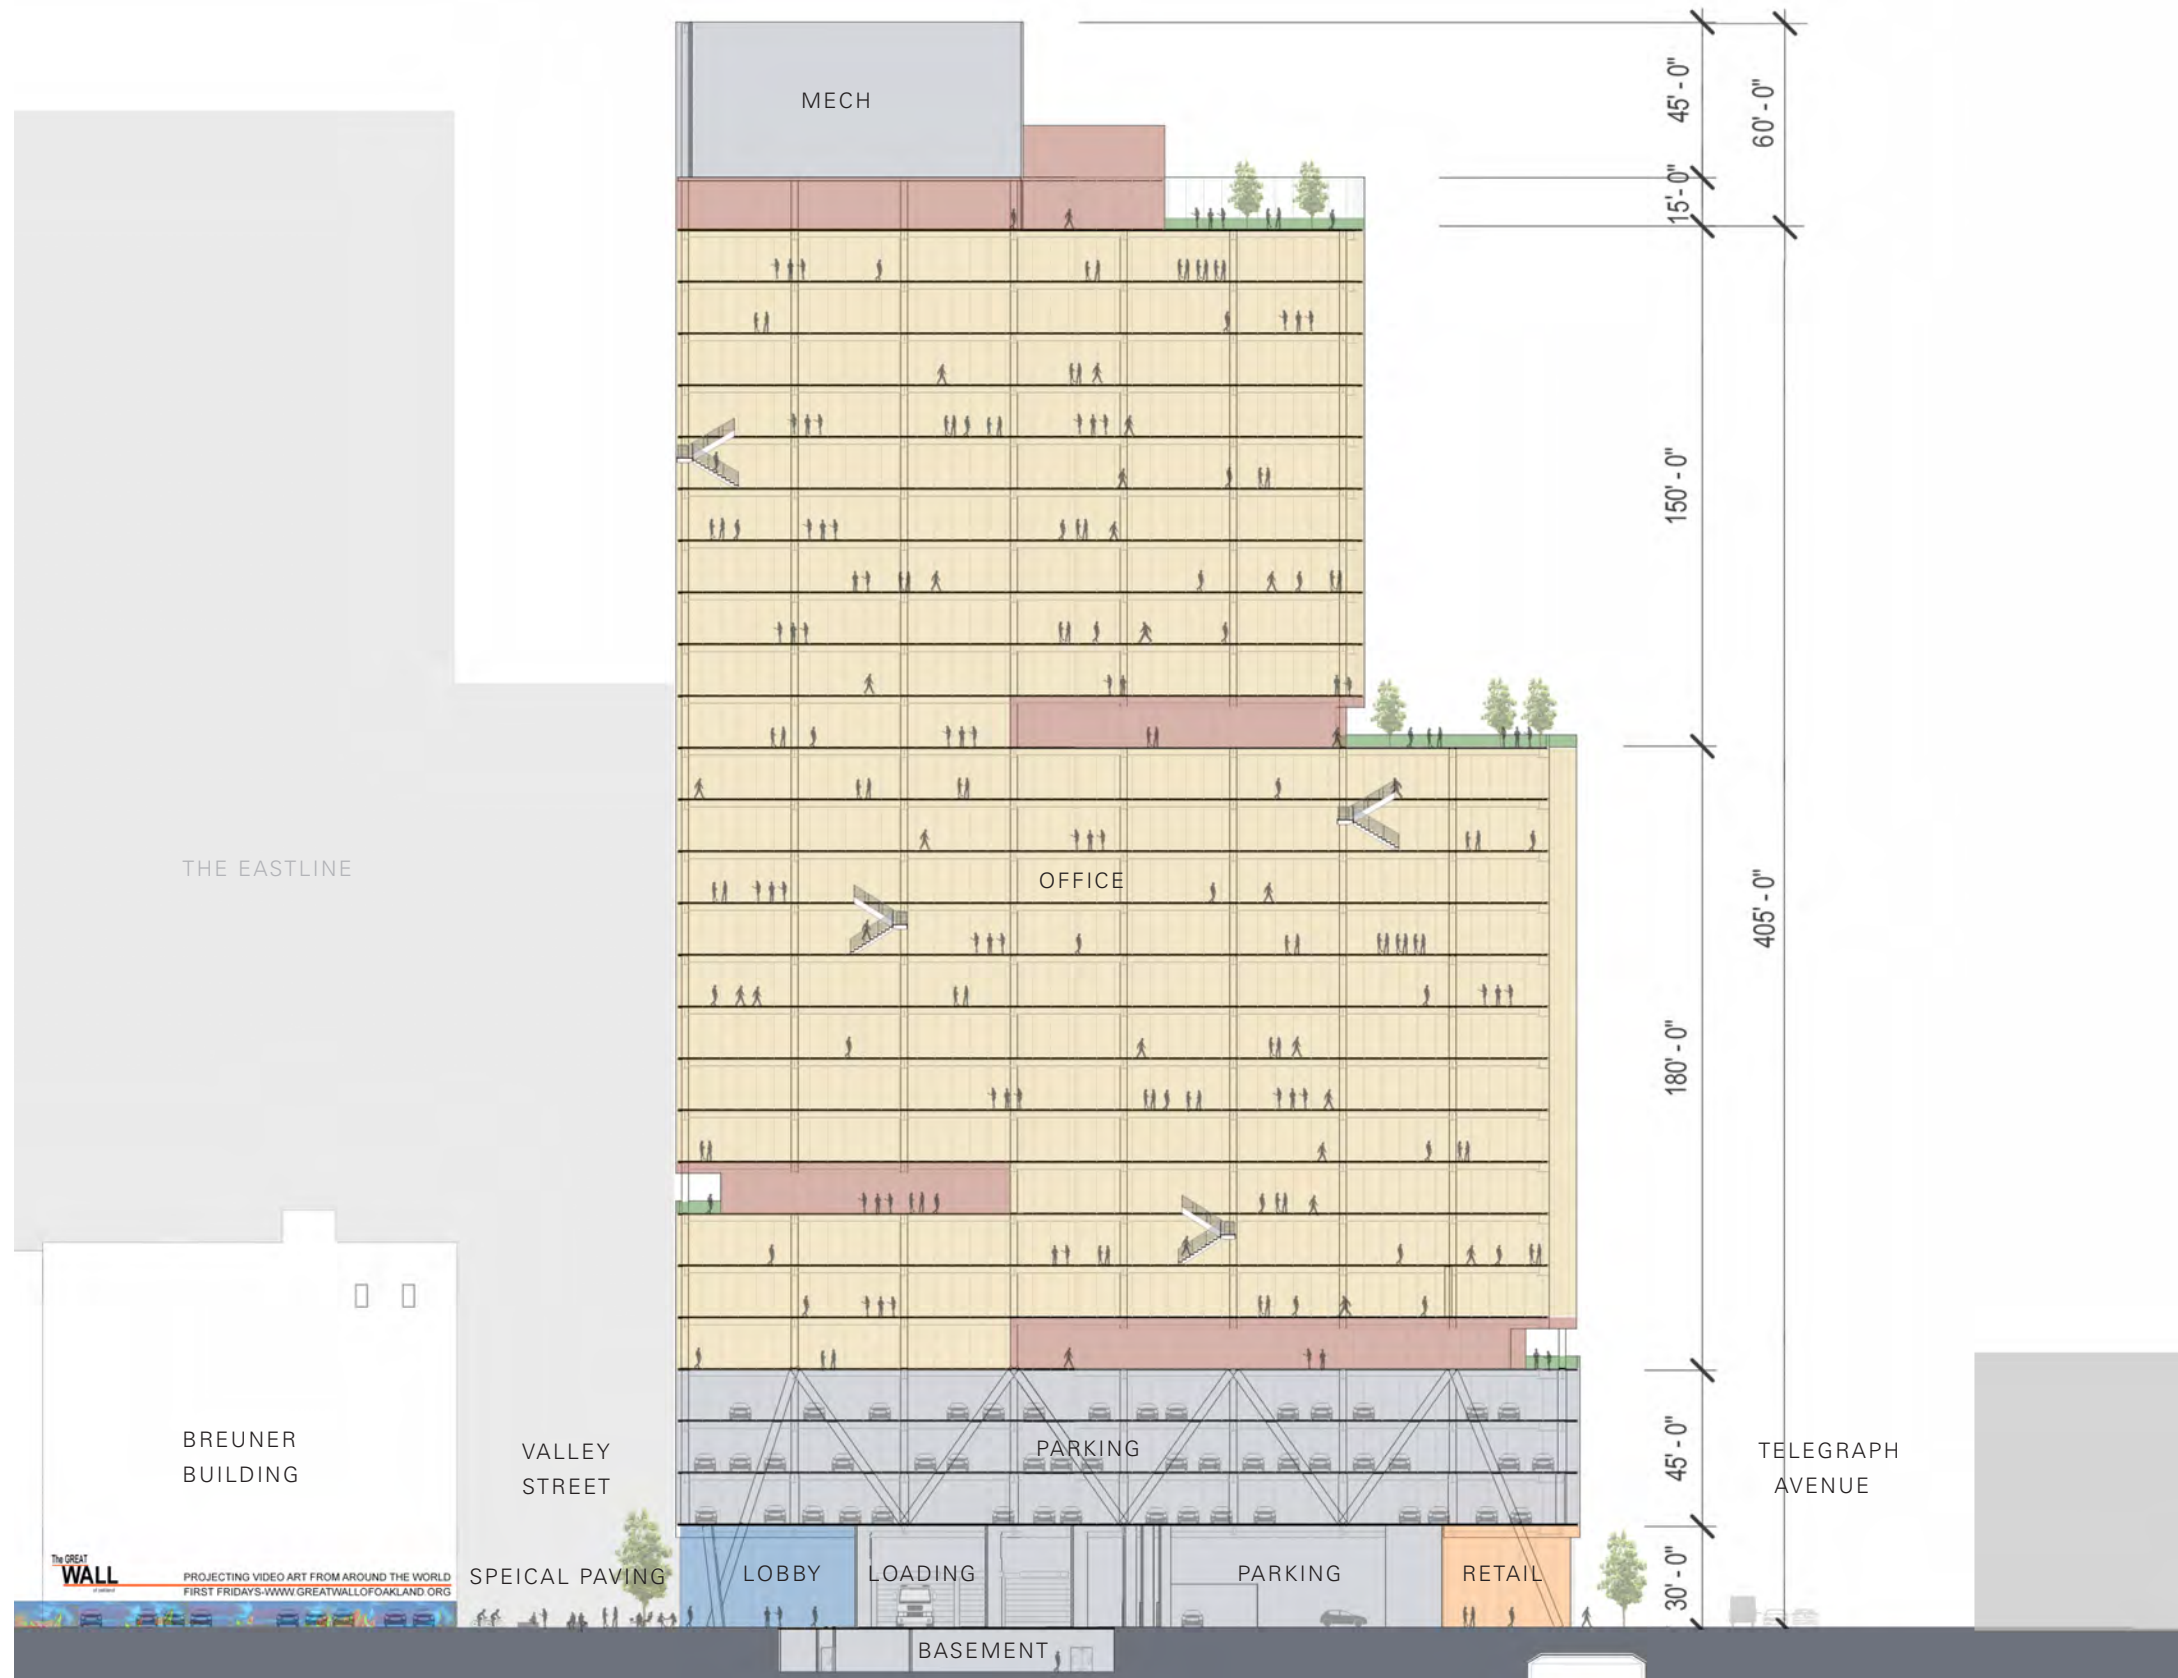 MECH
45' - 0"
60' - 0"
15' - 0"
150' - 0"
THE EASTLINE
OFFICE
405' - 0"
180' - 0"
BREUNER
BUILDING
VALLEY
STREET
PARKING
45' - 0"
TELEGRAPH
AVENUE
The GREAT
WALL
of oakland
PROJECTING VIDEO ART FROM AROUND THE WORLD
FIRST FRIDAYS-WWW.GREATWALLOFOAKLAND.ORG
SPEICAL PAVING
LOBBY
LOADING
PARKING
RETAIL
30' - 0"
BASEMENT